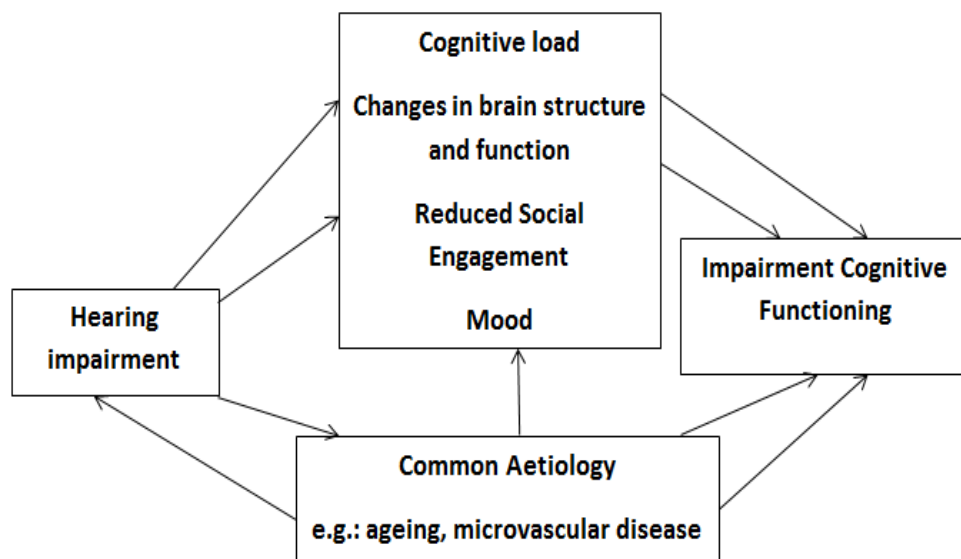 Cognitive load
Changes in brain structure
and function
Reduced Social
Engagement
Mood
Impairment Cognitive
Functioning
Hearing
impairment
Common Aetiology
e.g.: ageing, microvascular disease